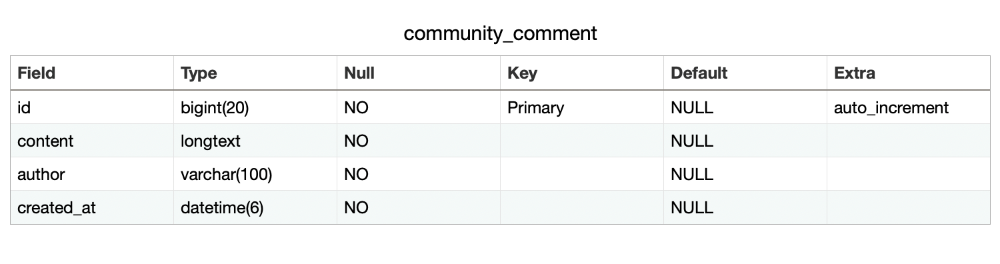 community_comment
Field Type Null Key Default Extra
id bigint(20) NO Primary NULL auto_increment
content longtext NO NULL
author varchar(100) NO NULL
created_at datetime(6) NO NULL